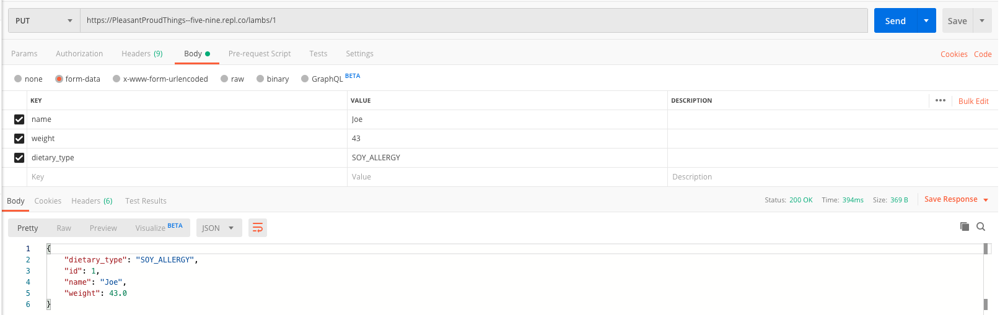 PUT https://PleasantProudThings--five-nine.repl.co/lambs/1 Send Save
Params Authorization Headers (9) Body Pre-request Script Tests Settings Cookies Code
none form-data x-www-form-urlencoded raw binary GraphQL BETA
KEY VALUE DESCRIPTION ••• Bulk Edit
name Joe
weight 43
dietary_type SOY_ALLERGY
Key Value Description
Body Cookies Headers (6) Test Results Status: 200 OK Time: 394ms Size: 369 B Save Response
Pretty Raw Preview Visualize BETA JSON
1 {
2 "dietary_type": "SOY_ALLERGY",
3 "id": 1,
4 "name": "Joe",
5 "weight": 43.0
6 }